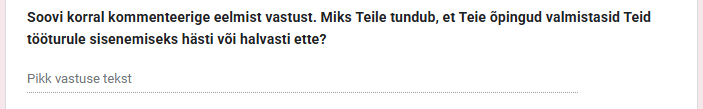 Soovi korral kommenteerige eelmist vastust. Miks Teile tundub, et Teie õpingud valmistasid Teid
tööturule sisenemiseks hästi või halvasti ette?
Pikk vastuse tekst